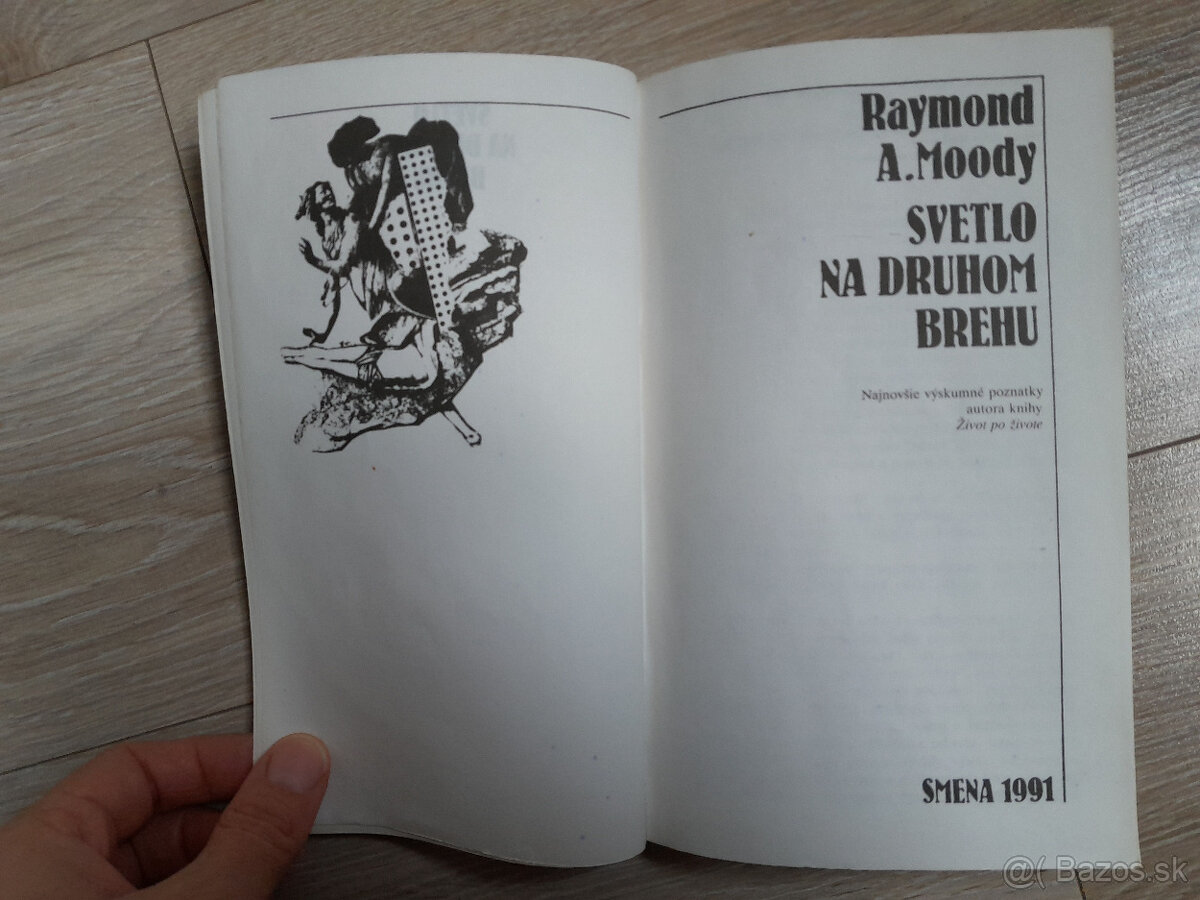 Raymond
A.Moody
SVETLO
NA DRUHOM
BREHU
Najnovšie výskumné poznatky
autora knihy
Život po živote
SMENA 1991
@( Bazos.sk